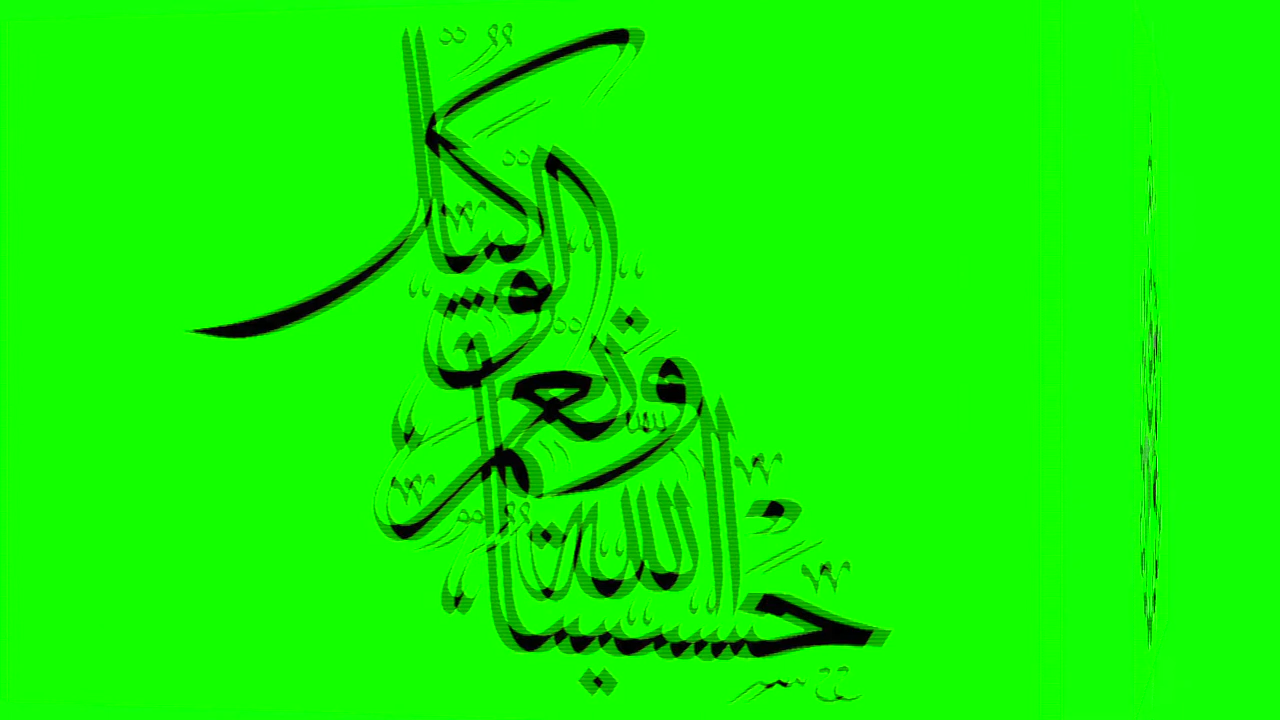 حسبنا
الله
ونعم
الوكيل